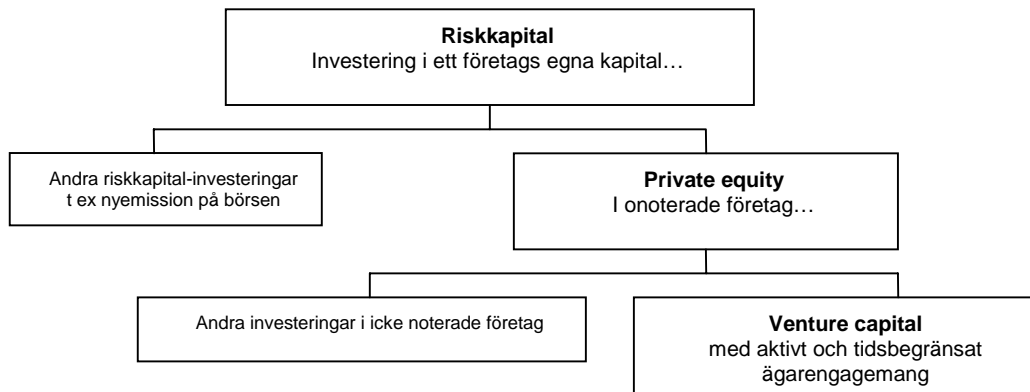 Riskkapital
Investering i ett företags egna kapital…
Andra riskkapital-investeringar
t ex nyemission på börsen
Private equity
I onoterade företag…
Andra investeringar i icke noterade företag
Venture capital
med aktivt och tidsbegränsat
ägarengagemang